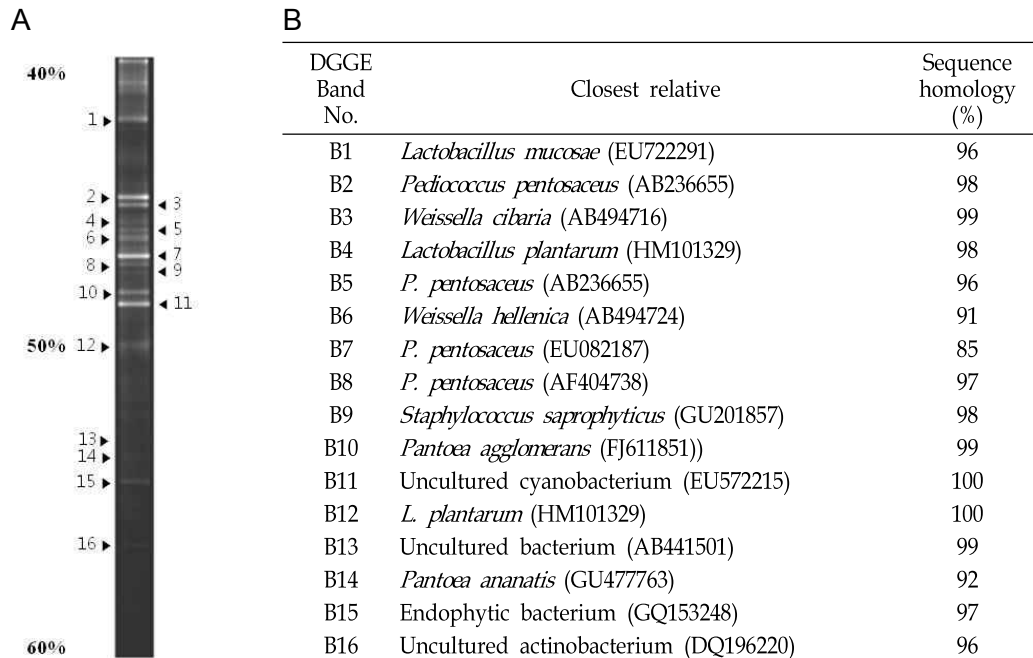 A
40%
1
2
3
4
5
6
7
8
9
10
11
50%
12
13
14
15
16
60%
B
DGGE Band No. Closest relative Sequence homology (%)
B1 Lactobacillus mucosae (EU722291) 96
B2 Pediococcus pentosaceus (AB236655) 98
B3 Weissella cibaria (AB494716) 99
B4 Lactobacillus plantarum (HM101329) 98
B5 P. pentosaceus (AB236655) 96
B6 Weissella hellenica (AB494724) 91
B7 P. pentosaceus (EU082187) 85
B8 P. pentosaceus (AF404738) 97
B9 Staphylococcus saprophyticus (GU201857) 98
B10 Pantoea agglomerans (FJ611851)) 99
B11 Uncultured cyanobacterium (EU572215) 100
B12 L. plantarum (HM101329) 100
B13 Uncultured bacterium (AB441501) 99
B14 Pantoea ananatis (GU477763) 92
B15 Endophytic bacterium (GQ153248) 97
B16 Uncultured actinobacterium (DQ196220) 96